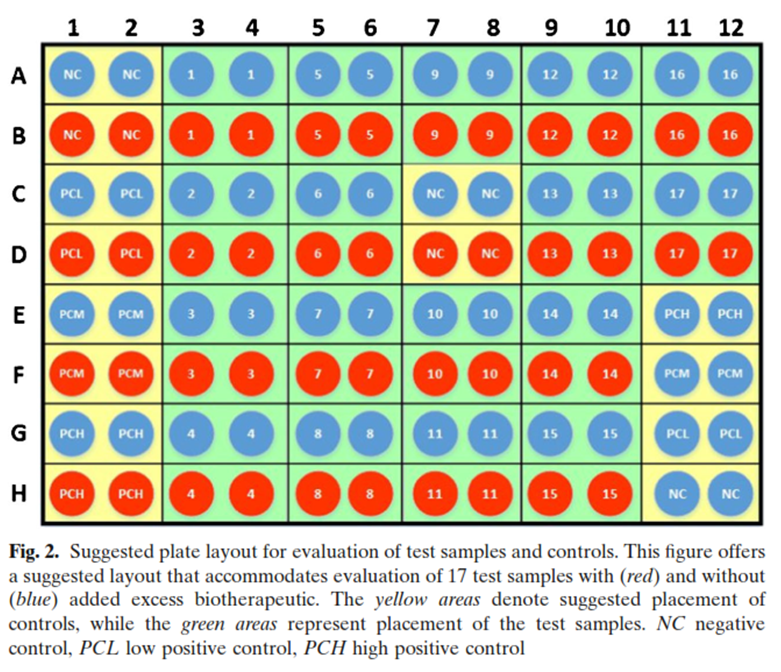 1 2 3 4 5 6 7 8 9 10 11 12
A NC NC 1 1 5 5 9 9 12 12 16 16
B NC NC 1 1 5 5 9 9 12 12 16 16
C PCL PCL 2 2 6 6 NC NC 13 13 17 17
D PCL PCL 2 2 6 6 NC NC 13 13 17 17
E PCM PCM 3 3 7 7 10 10 14 14 PCH PCH
F PCM PCM 3 3 7 7 10 10 14 14 PCM PCM
G PCH PCH 4 4 8 8 11 11 15 15 PCL PCL
H PCH PCH 4 4 8 8 11 11 15 15 NC NC
Fig. 2. Suggested plate layout for evaluation of test samples and controls. This figure offers
a suggested layout that accommodates evaluation of 17 test samples with (red) and without
(blue) added excess biotherapeutic. The yellow areas denote suggested placement of
controls, while the green areas represent placement of the test samples. NC negative
control, PCL low positive control, PCH high positive control